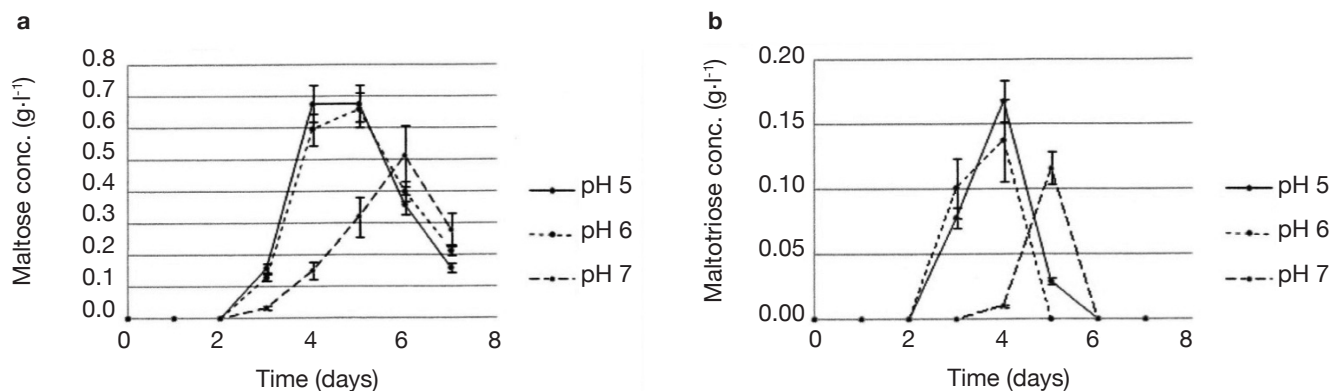 a
Maltose conc. (g·l⁻¹)
0.8
0.7
0.6
0.5
0.4
0.3
0.2
0.1
0.0
0 2 4 6 8
Time (days)
pH 5
pH 6
pH 7
b
Maltotriose conc. (g·l⁻¹)
0.20
0.15
0.10
0.05
0.00
0 2 4 6 8
Time (days)
pH 5
pH 6
pH 7